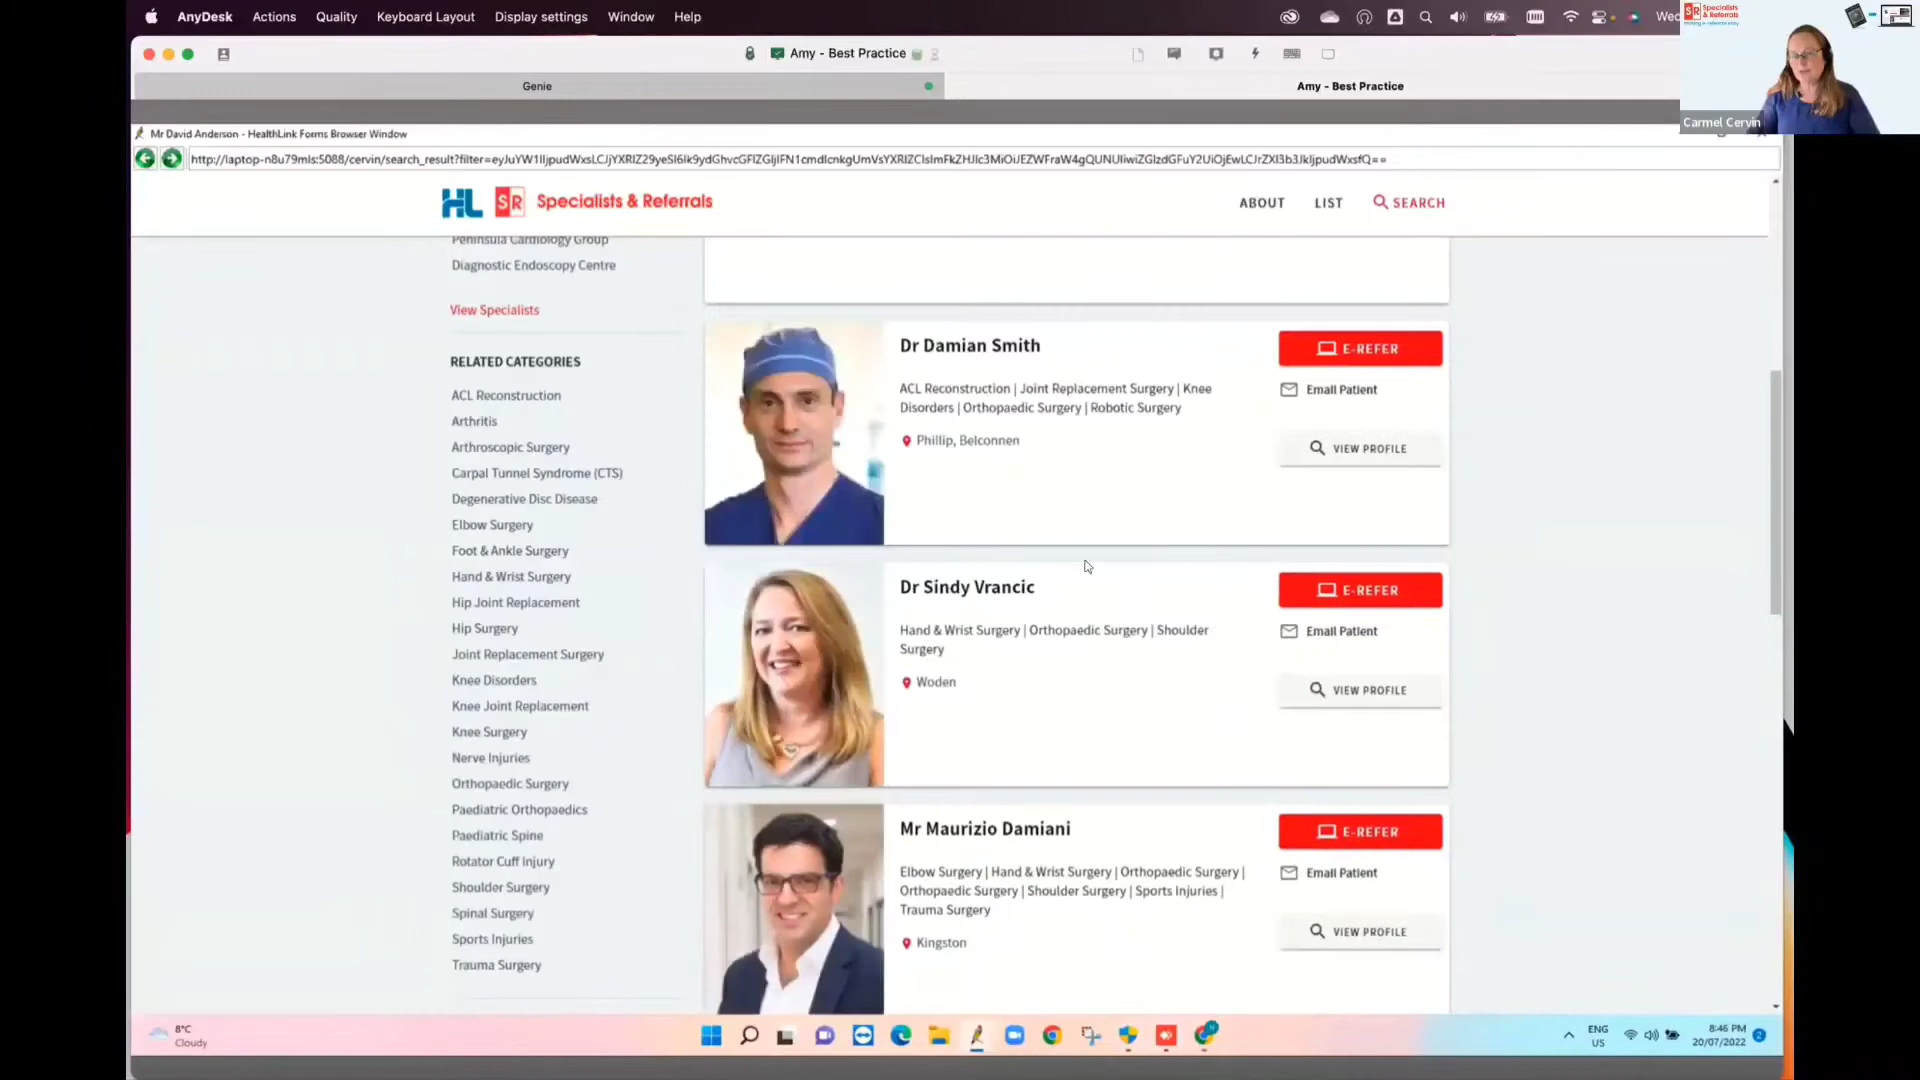 AnyDesk Actions Quality Keyboard Layout Display settings Window Help
Wed
Specialists
& Referrals
Carmel Cervin
Amy - Best Practice
Genie
Amy - Best Practice
Mr David Anderson - HealthLink Forms Browser Window
HL SR Specialists & Referrals
ABOUT LIST SEARCH
Peninsula Cardiology Group
Diagnostic Endoscopy Centre
View Specialists
RELATED CATEGORIES
ACL Reconstruction
Arthritis
Arthroscopic Surgery
Carpal Tunnel Syndrome (CTS)
Degenerative Disc Disease
Elbow Surgery
Foot & Ankle Surgery
Hand & Wrist Surgery
Hip Joint Replacement
Hip Surgery
Joint Replacement Surgery
Knee Disorders
Knee Joint Replacement
Knee Surgery
Nerve Injuries
Orthopaedic Surgery
Paediatric Orthopaedics
Paediatric Spine
Rotator Cuff Injury
Shoulder Surgery
Spinal Surgery
Sports Injuries
Trauma Surgery
Dr Damian Smith
ACL Reconstruction | Joint Replacement Surgery | Knee
Disorders | Orthopaedic Surgery | Robotic Surgery
Phillip, Belconnen
E-REFER
Email Patient
VIEW PROFILE
Dr Sindy Vrancic
Hand & Wrist Surgery | Orthopaedic Surgery | Shoulder
Surgery
Woden
E-REFER
Email Patient
VIEW PROFILE
Mr Maurizio Damiani
Elbow Surgery | Hand & Wrist Surgery | Orthopaedic Surgery |
Orthopaedic Surgery | Shoulder Surgery | Sports Injuries |
Trauma Surgery
Kingston
E-REFER
Email Patient
VIEW PROFILE
8°C
Cloudy
ENG
US
8:46 PM
20/07/2022
2